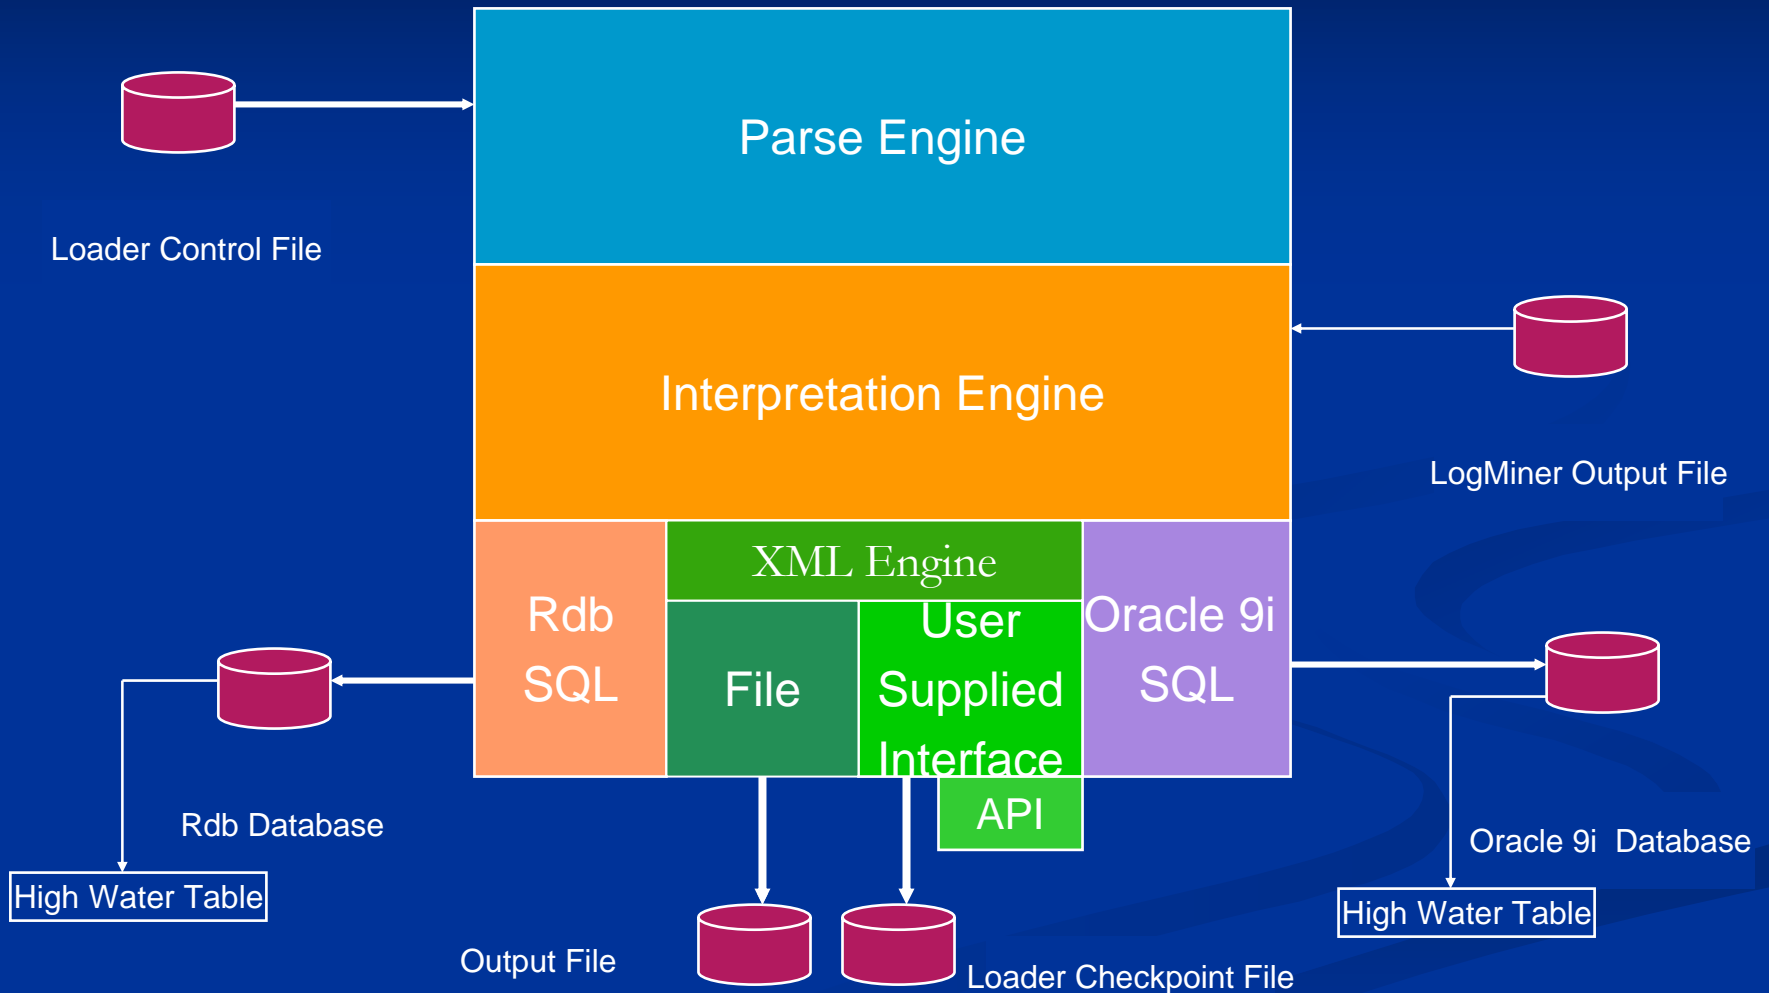 Parse Engine
Loader Control File
Interpretation Engine
LogMiner Output File
XML Engine
Rdb
SQL
File
User
Supplied
Interface
Oracle 9i
SQL
API
Rdb Database
High Water Table
Oracle 9i  Database
High Water Table
Output File
Loader Checkpoint File